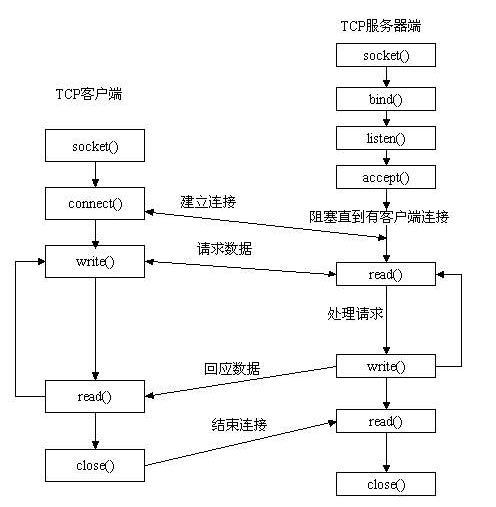 TCP服务器端
socket()
bind()
listen()
accept()
阻塞直到有客户端连接
read()
处理请求
write()
read()
close()
TCP客户端
socket()
connect()
write()
read()
close()
建立连接
请求数据
回应数据
结束连接